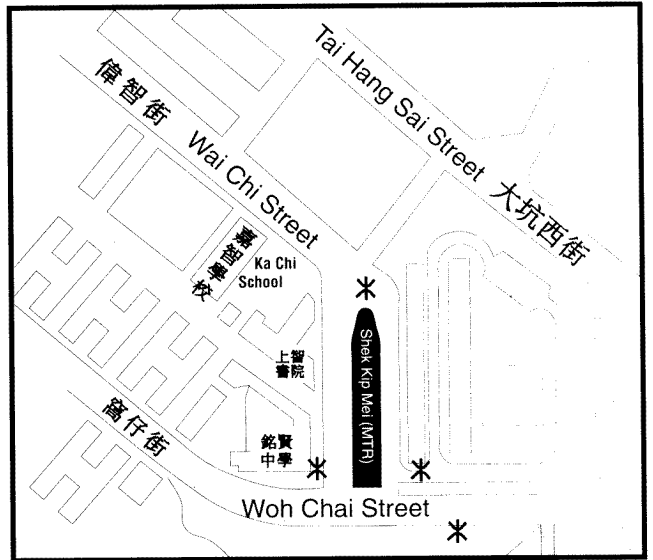 Tai Hang Sai Street 大坑西街
偉智街 Wai Chi Street
嘉智學校
Ka Chi
School
Shek Kip Mei (MTR)
上智
書院
窩仔街
銘賢
中學
Woh Chai Street